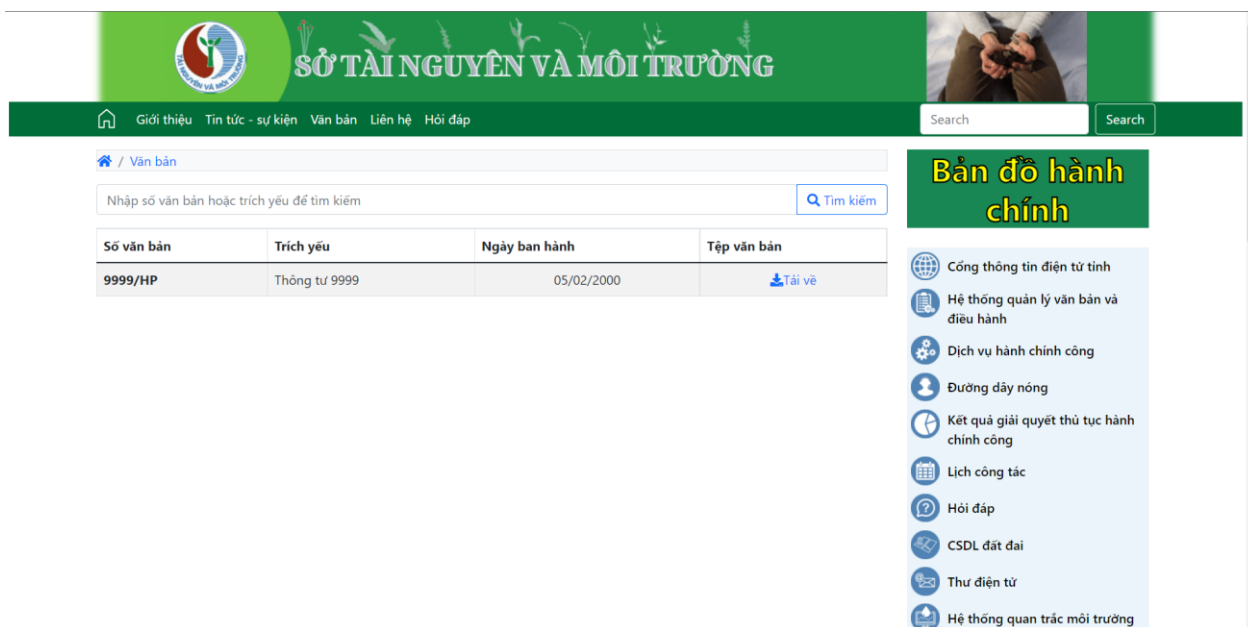 SỞ TÀI NGUYÊN VÀ MÔI TRƯỜNG
TÀI NGUYÊN VÀ MÔI TRƯỜNG
Giới thiệu Tin tức - sự kiện Văn bản Liên hệ Hỏi đáp
Search
Search
/ Văn bản
Nhập số văn bản hoặc trích yếu để tìm kiếm
Tìm kiếm
Số văn bản Trích yếu Ngày ban hành Tệp văn bản
9999/HP Thông tư 9999 05/02/2000 Tải về
Bản đồ hành
chính
Cổng thông tin điện tử tỉnh
Hệ thống quản lý văn bản và
điều hành
Dịch vụ hành chính công
Đường dây nóng
Kết quả giải quyết thủ tục hành
chính công
Lịch công tác
Hỏi đáp
CSDL đất đai
Thư điện tử
Hệ thống quan trắc môi trường